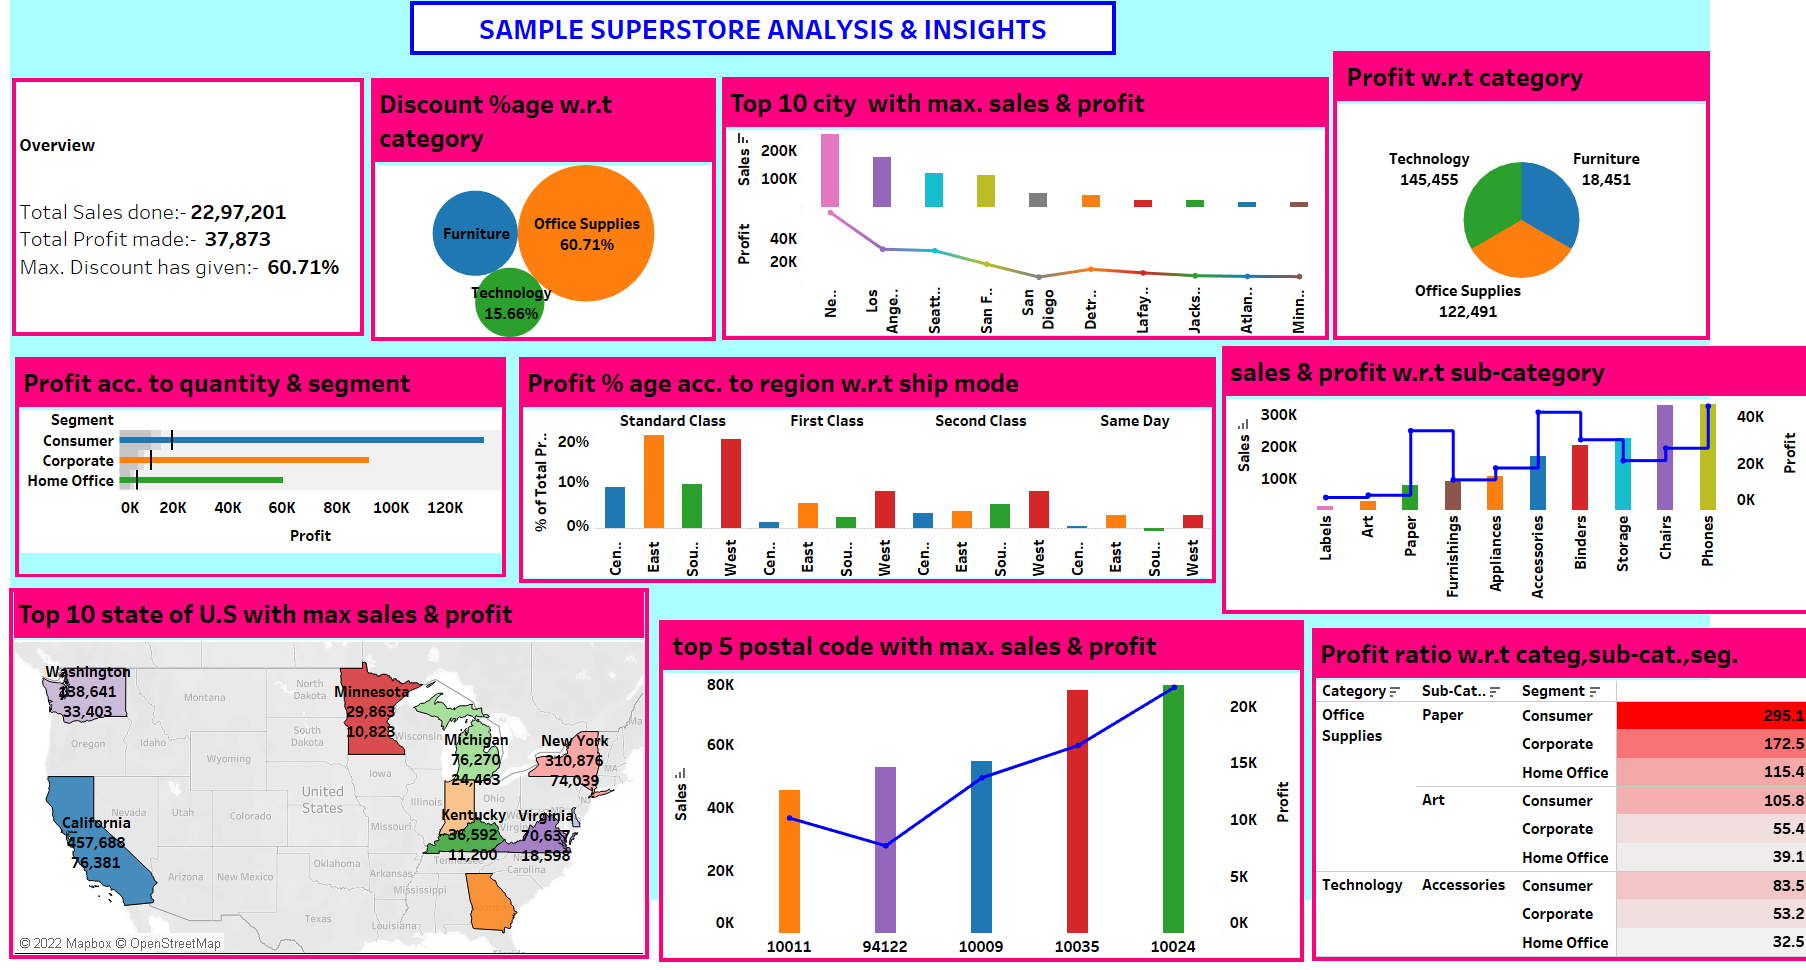 SAMPLE SUPERSTORE ANALYSIS & INSIGHTS
Overview
Total Sales done:- 22,97,201
Total Profit made:- 37,873
Max. Discount has given:- 60.71%
Discount %age w.r.t
category
Furniture
Office Supplies
60.71%
Technology
15.66%
Top 10 city with max. sales & profit
Sales
200K
100K
Profit
40K
20K
Ne..
Los
Ange..
Seatt..
San F..
San
Diego
Detr..
Lafay..
Jacks..
Atlan..
Minn..
Profit w.r.t category
Technology
145,455
Furniture
18,451
Office Supplies
122,491
Profit acc. to quantity & segment
Segment
Consumer
Corporate
Home Office
0K 20K 40K 60K 80K 100K 120K
Profit
Profit % age acc. to region w.r.t ship mode
Standard Class First Class Second Class Same Day
% of Total Pr..
20%
10%
0%
Cen.. East Sou.. West Cen.. East Sou.. West Cen.. East Sou.. West Cen.. East Sou.. West
sales & profit w.r.t sub-category
Sales
300K
200K
100K
40K
20K
0K
Profit
Labels
Art
Paper
Furnishings
Appliances
Accessories
Binders
Storage
Chairs
Phones
Top 10 state of U.S with max sales & profit
Washington
138,641
33,403
Minnesota
29,863
10,823
Michigan
76,270
24,463
New York
310,876
74,039
California
457,688
76,381
Kentucky
36,592
11,200
Virginia
70,637
18,598
Montana
North
Dakota
South
Dakota
Wisconsin
Oregon
Idaho
Wyoming
Iowa
Nevada
Utah
Colorado
United
States
Illinois
Ohio
Missouri
Arizona
New Mexico
Oklahoma
Arkansas
Tennessee
Carolina
Mississippi
Texas
Louisiana
MA
© 2022 Mapbox © OpenStreetMap
top 5 postal code with max. sales & profit
Sales
80K
60K
40K
20K
0K
20K
15K
10K
5K
0K
Profit
10011 94122 10009 10035 10024
Profit ratio w.r.t categ,sub-cat.,seg.
Category Sub-Cat.. Segment
Office
Supplies
Paper Consumer 295.1
Corporate 172.5
Home Office 115.4
Art Consumer 105.8
Corporate 55.4
Home Office 39.1
Technology Accessories Consumer 83.5
Corporate 53.2
Home Office 32.5